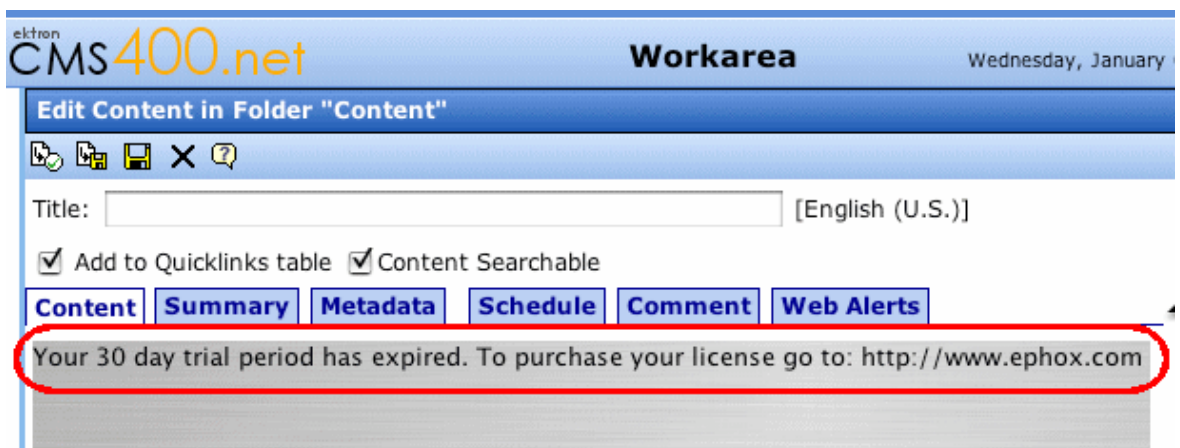 ektron
CMS400.net
Workarea
Wednesday, January
Edit Content in Folder "Content"
Title: [English (U.S.)]
Add to Quicklinks table Content Searchable
Content Summary Metadata Schedule Comment Web Alerts
Your 30 day trial period has expired. To purchase your license go to: http://www.ephox.com